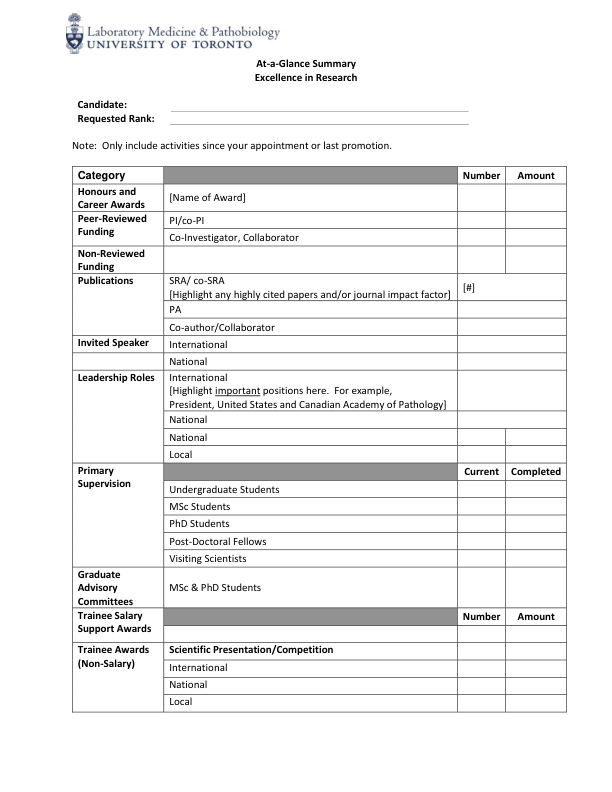 Laboratory Medicine & Pathobiology
UNIVERSITY OF TORONTO
At-a-Glance Summary
Excellence in Research
Candidate:
Requested Rank:
Note: Only include activities since your appointment or last promotion.
Category Number Amount
Honours and
Career Awards
[Name of Award]
Peer-Reviewed
Funding
PI/co-PI
Co-Investigator, Collaborator
Non-Reviewed
Funding
Publications
SRA/ co-SRA
[Highlight any highly cited papers and/or journal impact factor]
[#]
PA
Co-author/Collaborator
Invited Speaker
International
National
Leadership Roles
International
[Highlight important positions here. For example,
President, United States and Canadian Academy of Pathology]
National
National
Local
Primary
Supervision
Current Completed
Undergraduate Students
MSc Students
PhD Students
Post-Doctoral Fellows
Visiting Scientists
Graduate
Advisory
Committees
MSc & PhD Students
Trainee Salary
Support Awards
Number Amount
Trainee Awards
(Non-Salary)
Scientific Presentation/Competition
International
National
Local